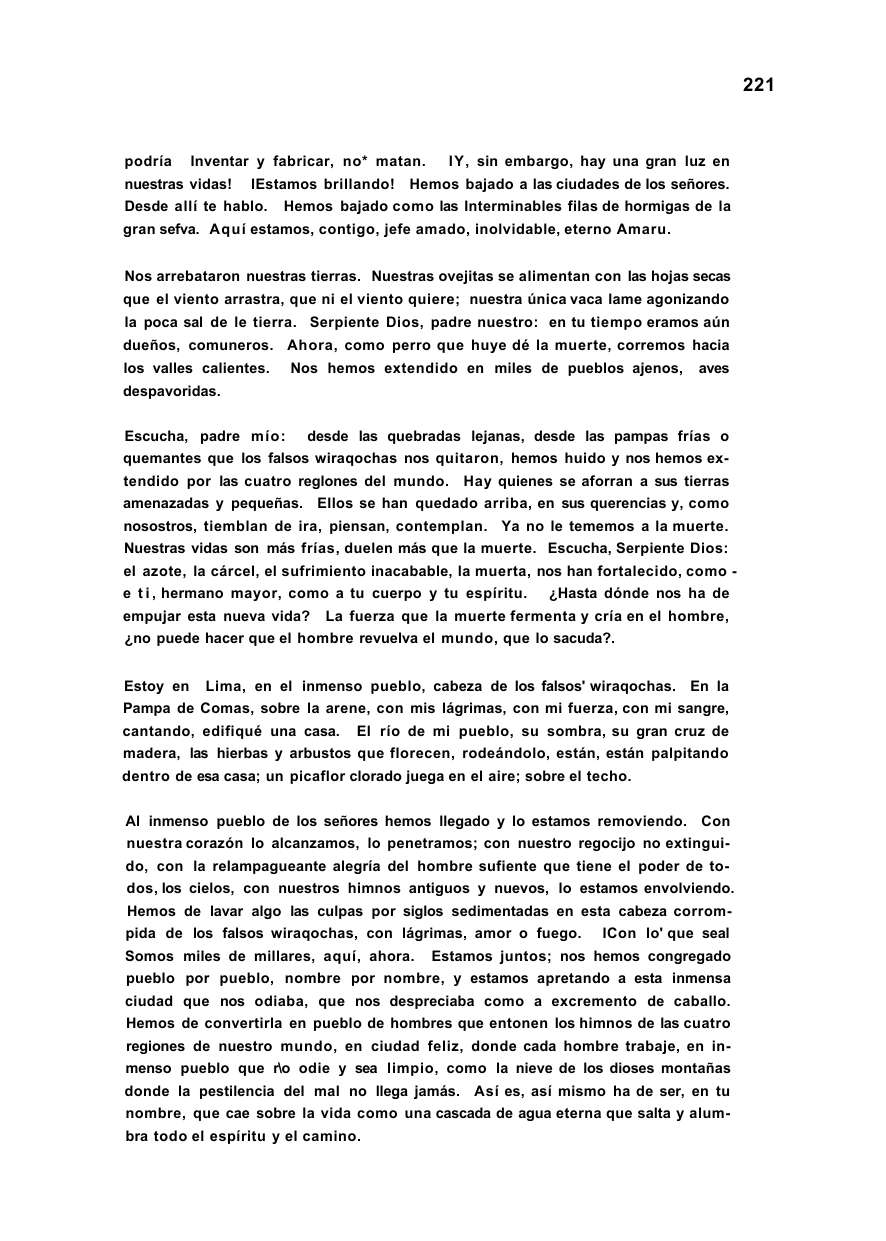 221
podría Inventar y fabricar, no* matan. IY, sin embargo, hay una gran luz en
nuestras vidas! IEstamos brillando! Hemos bajado a las ciudades de los señores.
Desde allí te hablo. Hemos bajado como las Interminables filas de hormigas de la
gran sefva. Aquí estamos, contigo, jefe amado, inolvidable, eterno Amaru.
Nos arrebataron nuestras tierras. Nuestras ovejitas se alimentan con las hojas secas
que el viento arrastra, que ni el viento quiere; nuestra única vaca lame agonizando
la poca sal de le tierra. Serpiente Dios, padre nuestro: en tu tiempo eramos aún
dueños, comuneros. Ahora, como perro que huye dé la muerte, corremos hacia
los valles calientes. Nos hemos extendido en miles de pueblos ajenos, aves
despavoridas.
Escucha, padre mío: desde las quebradas lejanas, desde las pampas frías o
quemantes que los falsos wiraqochas nos quitaron, hemos huido y nos hemos ex-
tendido por las cuatro reglones del mundo. Hay quienes se aforran a sus tierras
amenazadas y pequeñas. Ellos se han quedado arriba, en sus querencias y, como
nosostros, tiemblan de ira, piensan, contemplan. Ya no le tememos a la muerte.
Nuestras vidas son más frías, duelen más que la muerte. Escucha, Serpiente Dios:
el azote, la cárcel, el sufrimiento inacabable, la muerta, nos han fortalecido, como -
e t i , hermano mayor, como a tu cuerpo y tu espíritu. ¿Hasta dónde nos ha de
empujar esta nueva vida? La fuerza que la muerte fermenta y cría en el hombre,
¿no puede hacer que el hombre revuelva el mundo, que lo sacuda?.
Estoy en Lima, en el inmenso pueblo, cabeza de los falsos' wiraqochas. En la
Pampa de Comas, sobre la arene, con mis lágrimas, con mi fuerza, con mi sangre,
cantando, edifiqué una casa. El río de mi pueblo, su sombra, su gran cruz de
madera, las hierbas y arbustos que florecen, rodeándolo, están, están palpitando
dentro de esa casa; un picaflor clorado juega en el aire; sobre el techo.
Al inmenso pueblo de los señores hemos llegado y lo estamos removiendo. Con
nuestra corazón lo alcanzamos, lo penetramos; con nuestro regocijo no extingui-
do, con la relampagueante alegría del hombre sufiente que tiene el poder de to-
dos, los cielos, con nuestros himnos antiguos y nuevos, lo estamos envolviendo.
Hemos de lavar algo las culpas por siglos sedimentadas en esta cabeza corrom-
pida de los falsos wiraqochas, con lágrimas, amor o fuego. ICon lo' que seal
Somos miles de millares, aquí, ahora. Estamos juntos; nos hemos congregado
pueblo por pueblo, nombre por nombre, y estamos apretando a esta inmensa
ciudad que nos odiaba, que nos despreciaba como a excremento de caballo.
Hemos de convertirla en pueblo de hombres que entonen los himnos de las cuatro
regiones de nuestro mundo, en ciudad feliz, donde cada hombre trabaje, en in-
menso pueblo que r\o odie y sea limpio, como la nieve de los dioses montañas
donde la pestilencia del mal no llega jamás. Así es, así mismo ha de ser, en tu
nombre, que cae sobre la vida como una cascada de agua eterna que salta y alum-
bra todo el espíritu y el camino.